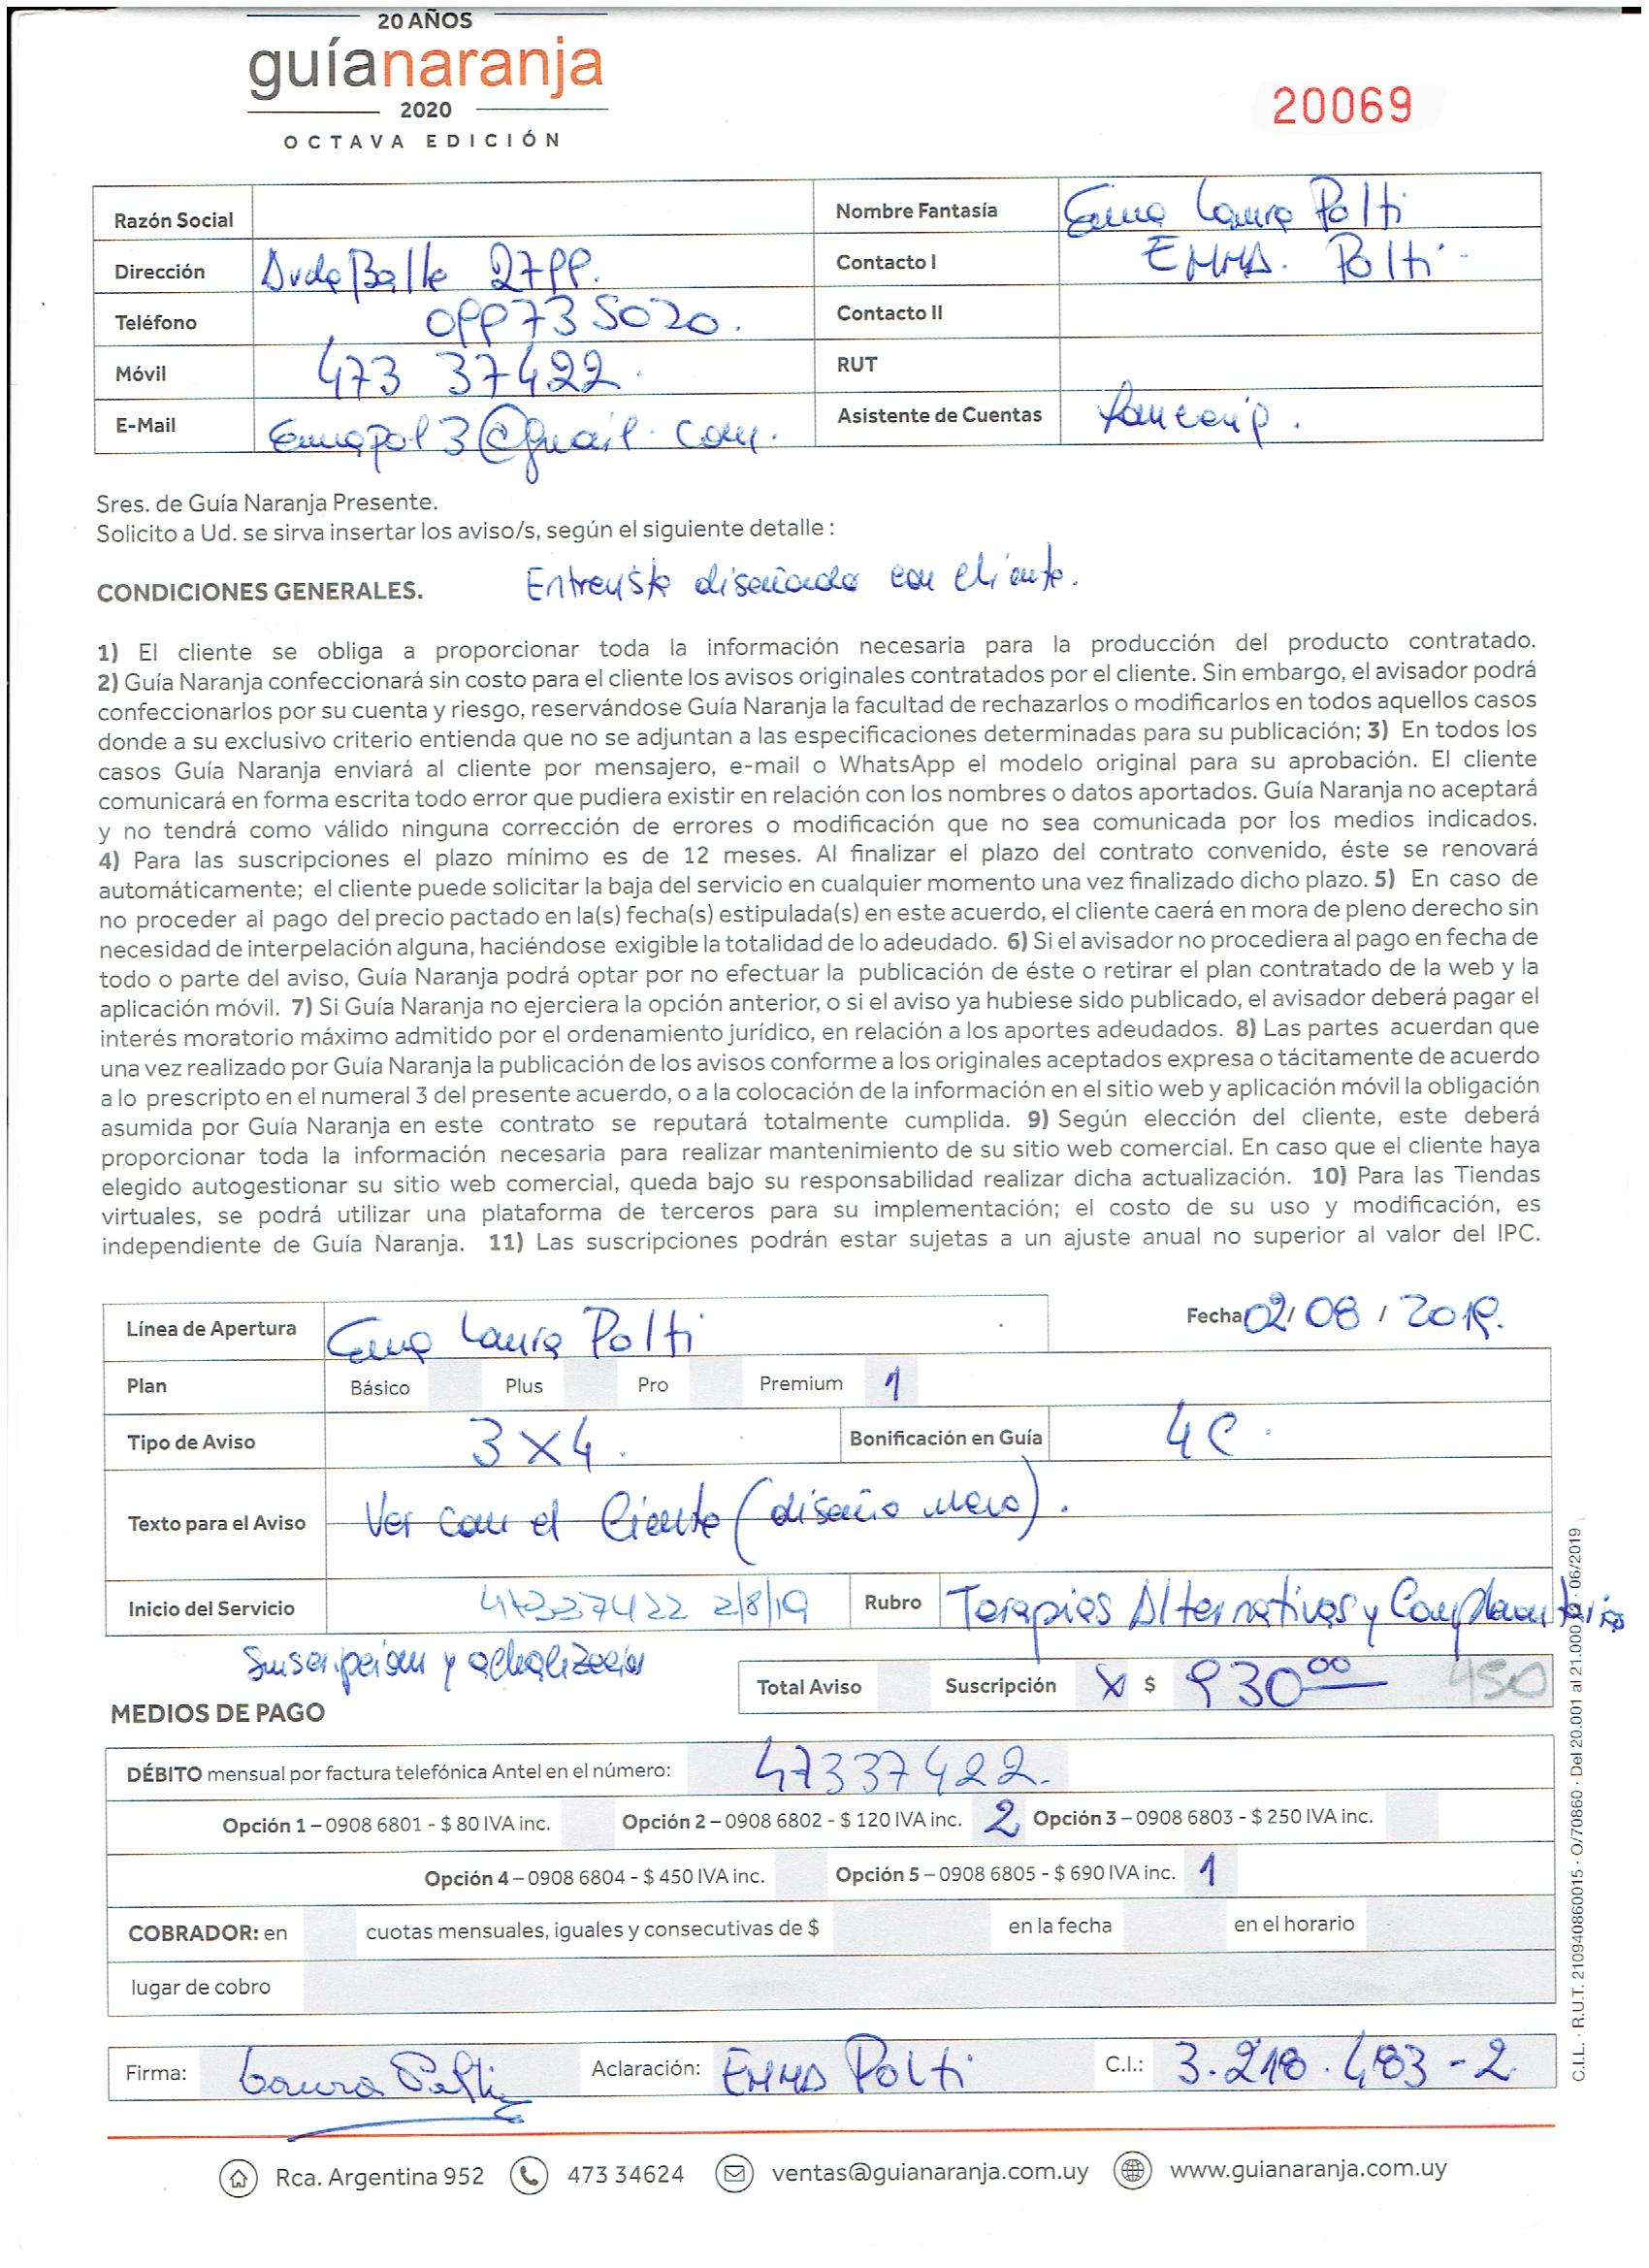 20 AÑOS
guíanaranja
2020
OCTAVA EDICIÓN
20069
Razón Social
Nombre Fantasía Ema Laura Polti
Dirección Avda Batlle 2799.
Contacto I EMMA. Polti
Teléfono 099735020.
Contacto II
Móvil 473 37422.
RUT
E-Mail Emapol3@gmail.com.
Asistente de Cuentas
Sres. de Guía Naranja Presente.
Solicito a Ud. se sirva insertar los aviso/s, según el siguiente detalle :
CONDICIONES GENERALES. Entrevista con cliente.
1) El cliente se obliga a proporcionar toda la información necesaria para la producción del producto contratado.
2) Guía Naranja confeccionará sin costo para el cliente los avisos originales contratados por el cliente. Sin embargo, el avisador podrá
confeccionarlos por su cuenta y riesgo, reservándose Guía Naranja la facultad de rechazarlos o modificarlos en todos aquellos casos
donde a su exclusivo criterio entienda que no se adjuntan a las especificaciones determinadas para su publicación; 3) En todos los
casos Guía Naranja enviará al cliente por mensajero, e-mail o WhatsApp el modelo original para su aprobación. El cliente
comunicará en forma escrita todo error que pudiera existir en relación con los nombres o datos aportados. Guía Naranja no aceptará
y no tendrá como válido ninguna corrección de errores o modificación que no sea comunicada por los medios indicados.
4) Para las suscripciones el plazo mínimo es de 12 meses. Al finalizar el plazo del contrato convenido, éste se renovará
automáticamente; el cliente puede solicitar la baja del servicio en cualquier momento una vez finalizado dicho plazo. 5) En caso de
no proceder al pago del precio pactado en la(s) fecha(s) estipulada(s) en este acuerdo, el cliente caerá en mora de pleno derecho sin
necesidad de interpelación alguna, haciéndose exigible la totalidad de lo adeudado. 6) Si el avisador no procediera al pago en fecha de
todo o parte del aviso, Guía Naranja podrá optar por no efectuar la publicación de éste o retirar el plan contratado de la web y la
aplicación móvil. 7) Si Guía Naranja no ejerciera la opción anterior, o si el aviso ya hubiese sido publicado, el avisador deberá pagar el
interés moratorio máximo admitido por el ordenamiento jurídico, en relación a los aportes adeudados. 8) Las partes acuerdan que
una vez realizado por Guía Naranja la publicación de los avisos conforme a los originales aceptados expresa o tácitamente de acuerdo
a lo prescripto en el numeral 3 del presente acuerdo, o a la colocación de la información en el sitio web y aplicación móvil la obligación
asumida por Guía Naranja en este contrato se reputará totalmente cumplida. 9) Según elección del cliente, este deberá
proporcionar toda la información necesaria para realizar mantenimiento de su sitio web comercial. En caso que el cliente haya
elegido autogestionar su sitio web comercial, queda bajo su responsabilidad realizar dicha actualización. 10) Para las Tiendas
virtuales, se podrá utilizar una plataforma de terceros para su implementación; el costo de su uso y modificación, es
independiente de Guía Naranja. 11) Las suscripciones podrán estar sujetas a un ajuste anual no superior al valor del IPC.
Línea de Apertura Ema Laura Polti
Fecha 02/ 08 / 2019.
Plan Básico Plus Pro Premium 1
Tipo de Aviso 3x4. Bonificación en Guía 4C.
Texto para el Aviso Ver con el Cliente (diseño nuevo).
Inicio del Servicio 47337422 2/8/19 Rubro Terapias Alternativas y Complementarias
Suscripción y actualización
Total Aviso Suscripción X $ 930⁰⁰ 450
MEDIOS DE PAGO
DÉBITO mensual por factura telefónica Antel en el número: 47337422.
Opción 1 – 0908 6801 - $ 80 IVA inc. Opción 2 – 0908 6802 - $ 120 IVA inc. 2 Opción 3 – 0908 6803 - $ 250 IVA inc.
Opción 4 – 0908 6804 - $ 450 IVA inc. Opción 5 – 0908 6805 - $ 690 IVA inc. 1
COBRADOR: en cuotas mensuales, iguales y consecutivas de $ en la fecha en el horario
lugar de cobro
Firma: Laura Polti Aclaración: EMMA Polti C.I.: 3.218.483-2
Rca. Argentina 952 473 34624 ventas@guianaranja.com.uy www.guianaranja.com.uy